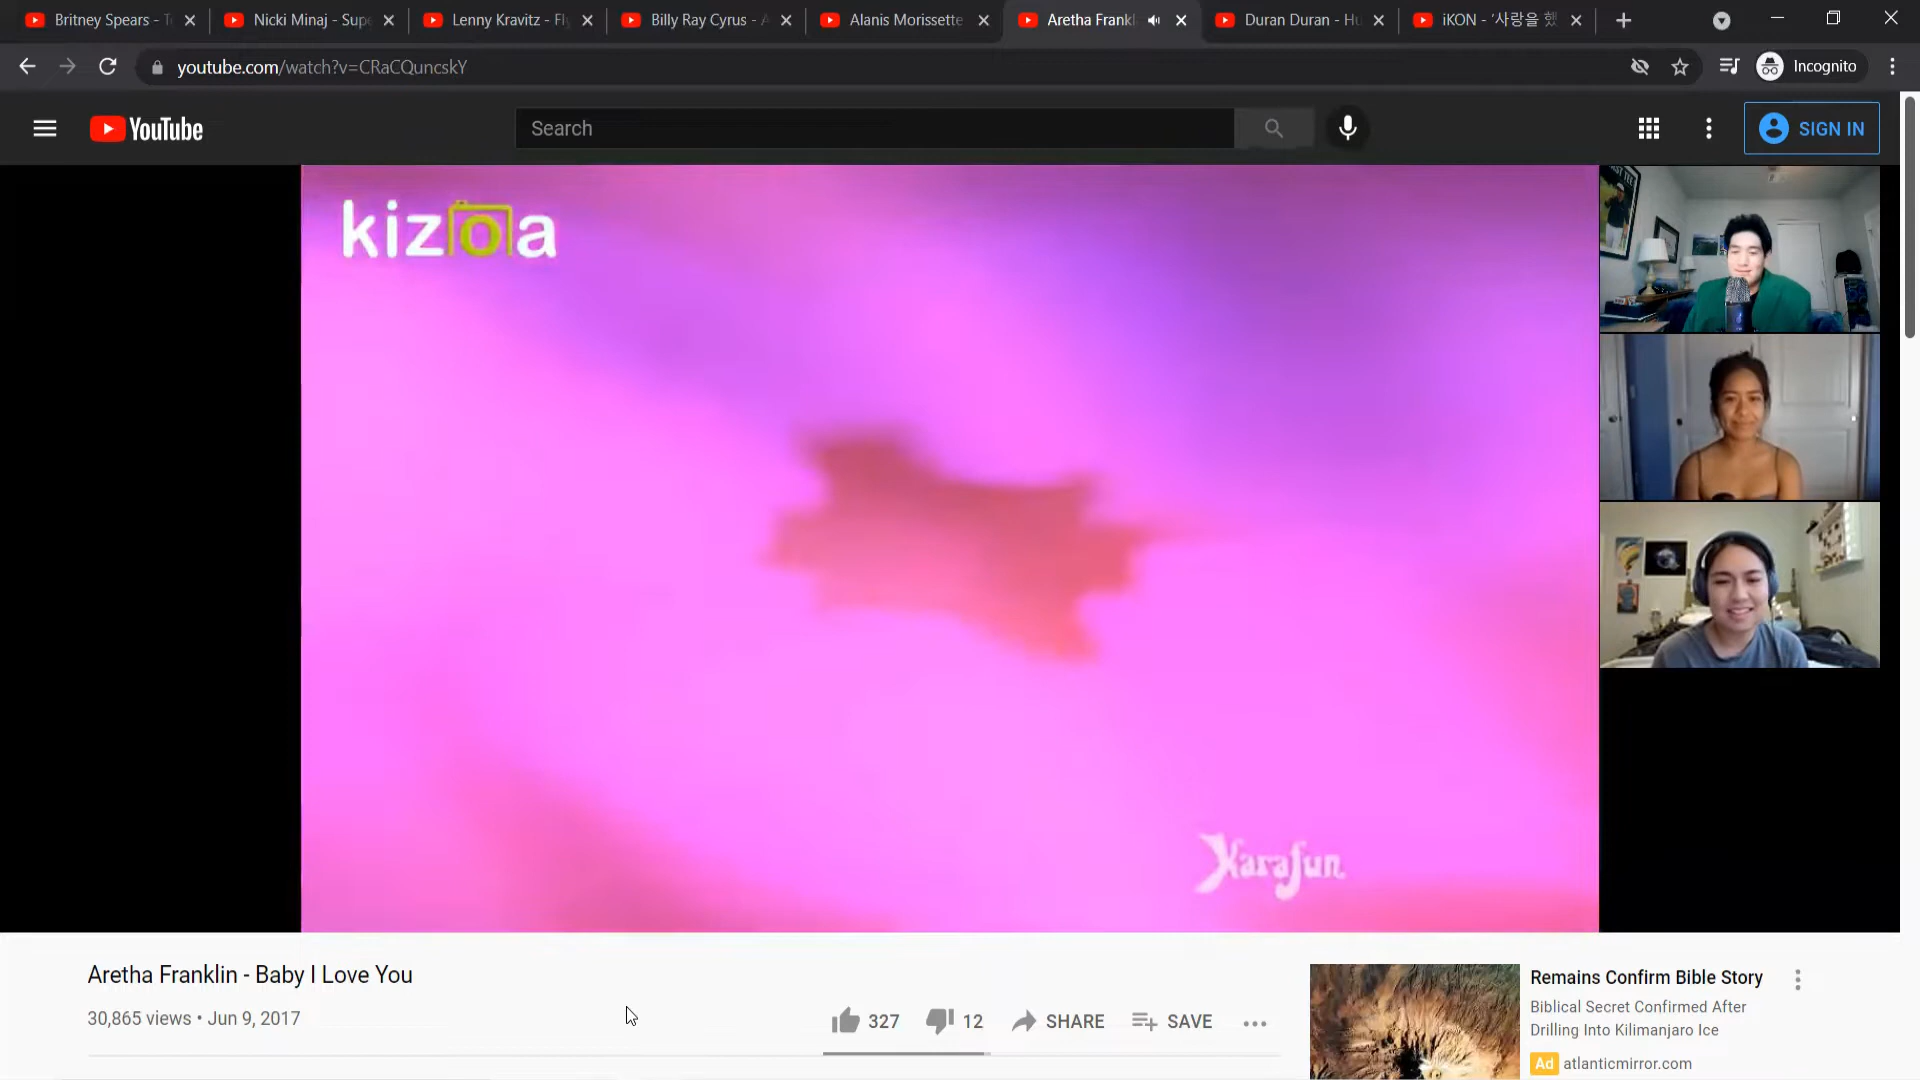 Britney Spears - T
Nicki Minaj - Supe
Lenny Kravitz - Fly
Billy Ray Cyrus - A
Alanis Morissette
Aretha Frankl
Duran Duran - Hu
iKON - '사랑을 했
youtube.com/watch?v=CRaCQuncskY
Incognito
YouTube
Search
SIGN IN
kizoa
Karafun
Aretha Franklin - Baby I Love You
30,865 views • Jun 9, 2017
327
12
SHARE
SAVE
Remains Confirm Bible Story
Biblical Secret Confirmed After
Drilling Into Kilimanjaro Ice
Ad atlanticmirror.com